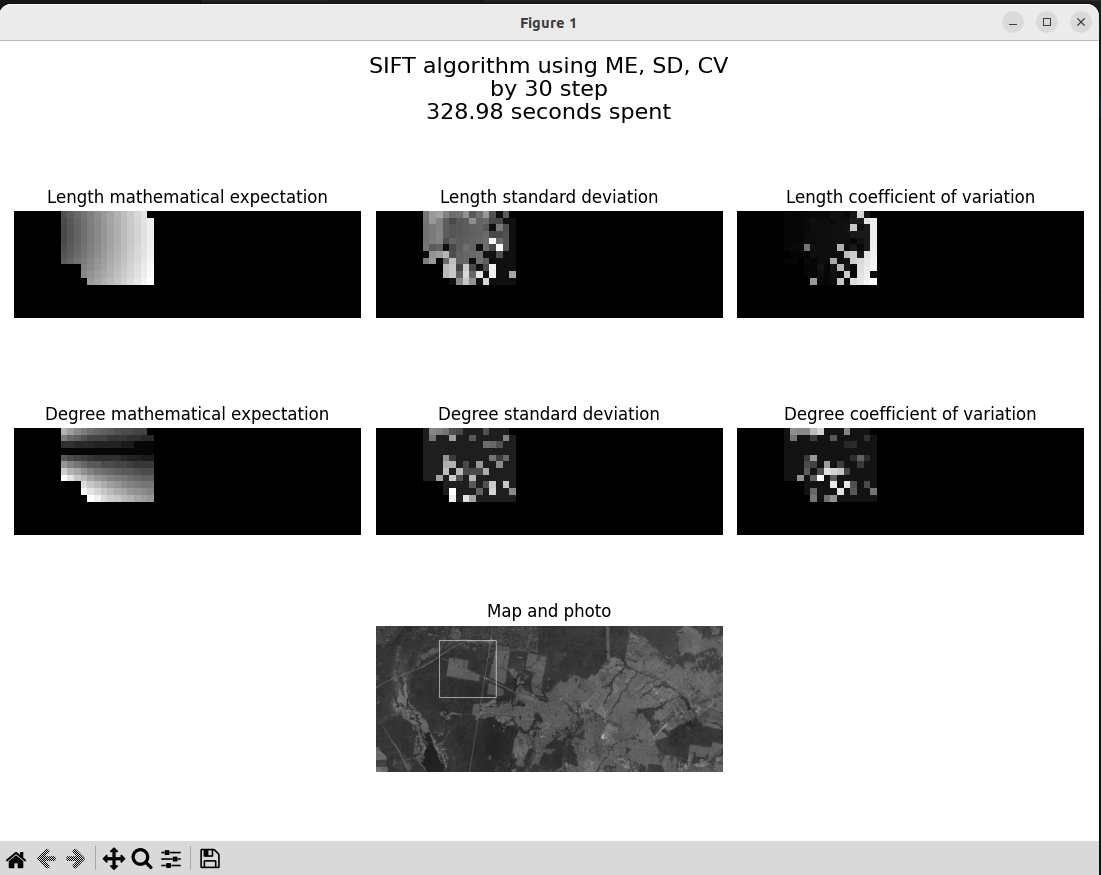 Figure 1
SIFT algorithm using ME, SD, CV
by 30 step
328.98 seconds spent
Length mathematical expectation
Length standard deviation
Length coefficient of variation
Degree mathematical expectation
Degree standard deviation
Degree coefficient of variation
Map and photo